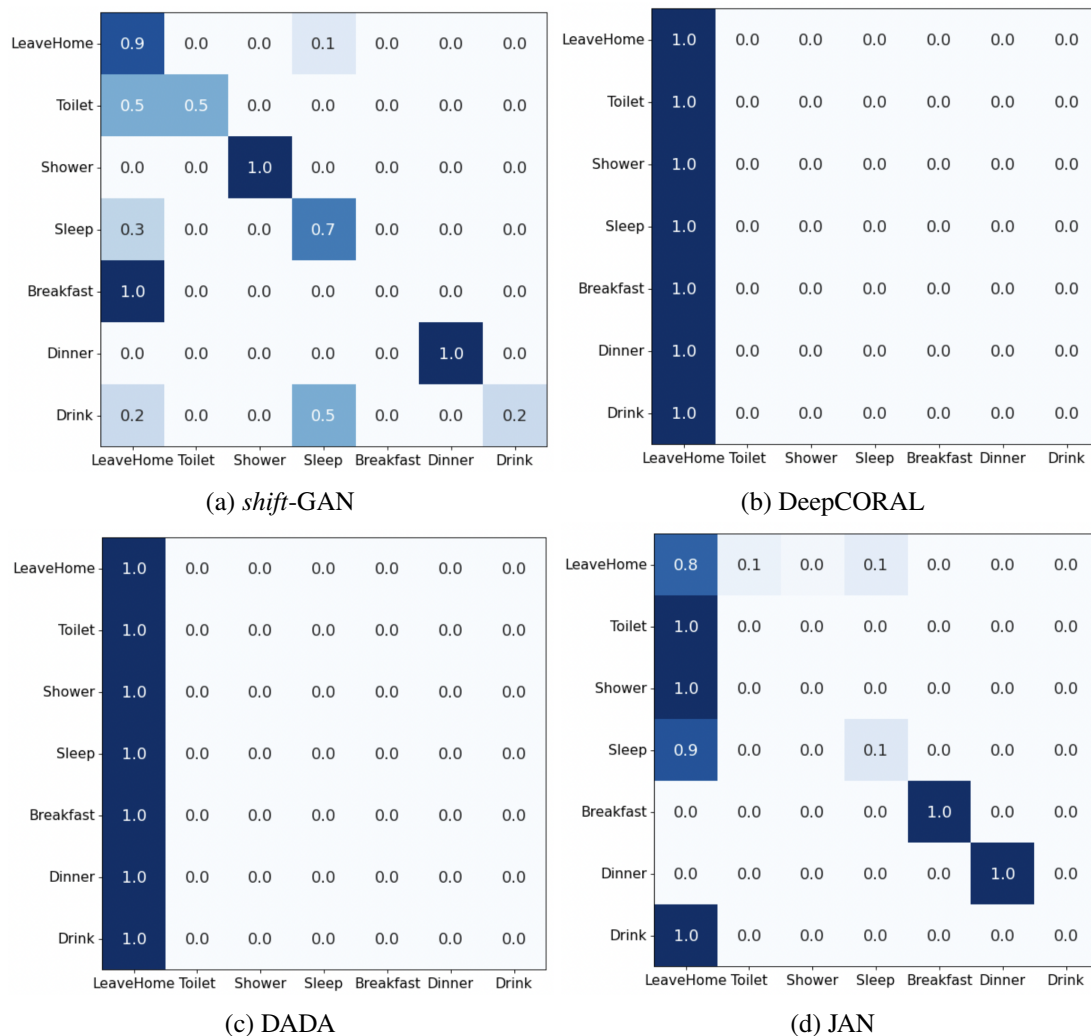 LeaveHome 0.9 0.0 0.0 0.1 0.0 0.0 0.0
Toilet 0.5 0.5 0.0 0.0 0.0 0.0 0.0
Shower 0.0 0.0 1.0 0.0 0.0 0.0 0.0
Sleep 0.3 0.0 0.0 0.7 0.0 0.0 0.0
Breakfast 1.0 0.0 0.0 0.0 0.0 0.0 0.0
Dinner 0.0 0.0 0.0 0.0 0.0 1.0 0.0
Drink 0.2 0.0 0.0 0.5 0.0 0.0 0.2
LeaveHome Toilet Shower Sleep Breakfast Dinner Drink
(a) shift-GAN
LeaveHome 1.0 0.0 0.0 0.0 0.0 0.0 0.0
Toilet 1.0 0.0 0.0 0.0 0.0 0.0 0.0
Shower 1.0 0.0 0.0 0.0 0.0 0.0 0.0
Sleep 1.0 0.0 0.0 0.0 0.0 0.0 0.0
Breakfast 1.0 0.0 0.0 0.0 0.0 0.0 0.0
Dinner 1.0 0.0 0.0 0.0 0.0 0.0 0.0
Drink 1.0 0.0 0.0 0.0 0.0 0.0 0.0
LeaveHome Toilet Shower Sleep Breakfast Dinner Drink
(b) DeepCORAL
LeaveHome 1.0 0.0 0.0 0.0 0.0 0.0 0.0
Toilet 1.0 0.0 0.0 0.0 0.0 0.0 0.0
Shower 1.0 0.0 0.0 0.0 0.0 0.0 0.0
Sleep 1.0 0.0 0.0 0.0 0.0 0.0 0.0
Breakfast 1.0 0.0 0.0 0.0 0.0 0.0 0.0
Dinner 1.0 0.0 0.0 0.0 0.0 0.0 0.0
Drink 1.0 0.0 0.0 0.0 0.0 0.0 0.0
LeaveHome Toilet Shower Sleep Breakfast Dinner Drink
(c) DADA
LeaveHome 0.8 0.1 0.0 0.1 0.0 0.0 0.0
Toilet 1.0 0.0 0.0 0.0 0.0 0.0 0.0
Shower 1.0 0.0 0.0 0.0 0.0 0.0 0.0
Sleep 0.9 0.0 0.0 0.1 0.0 0.0 0.0
Breakfast 0.0 0.0 0.0 0.0 1.0 0.0 0.0
Dinner 0.0 0.0 0.0 0.0 0.0 1.0 0.0
Drink 1.0 0.0 0.0 0.0 0.0 0.0 0.0
LeaveHome Toilet Shower Sleep Breakfast Dinner Drink
(d) JAN